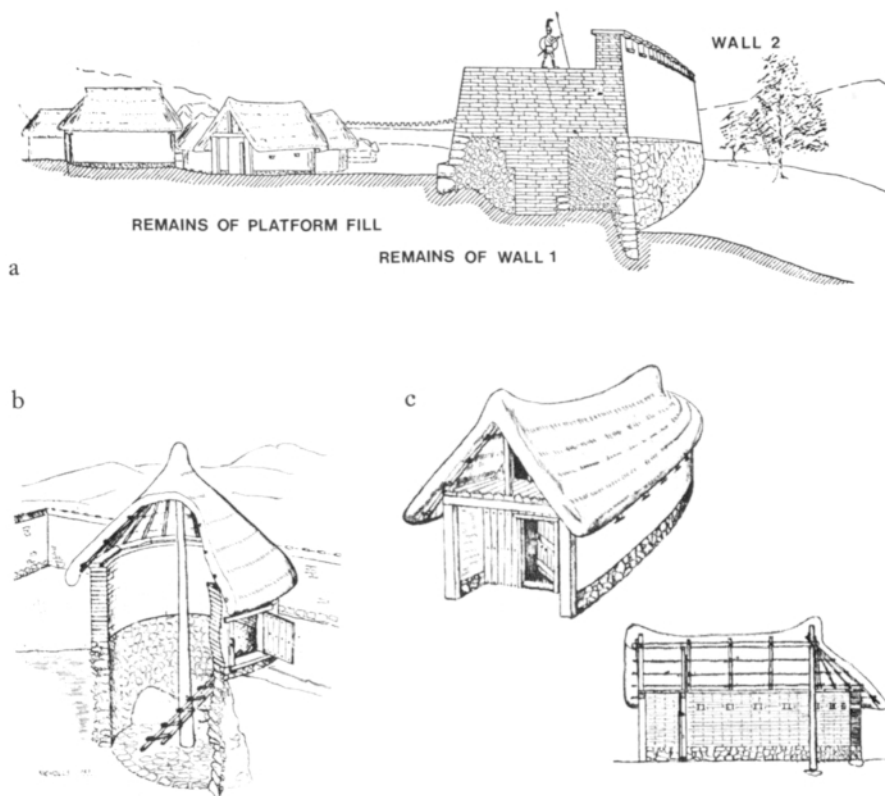 WALL 2
REMAINS OF PLATFORM FILL
REMAINS OF WALL 1
a
b
c